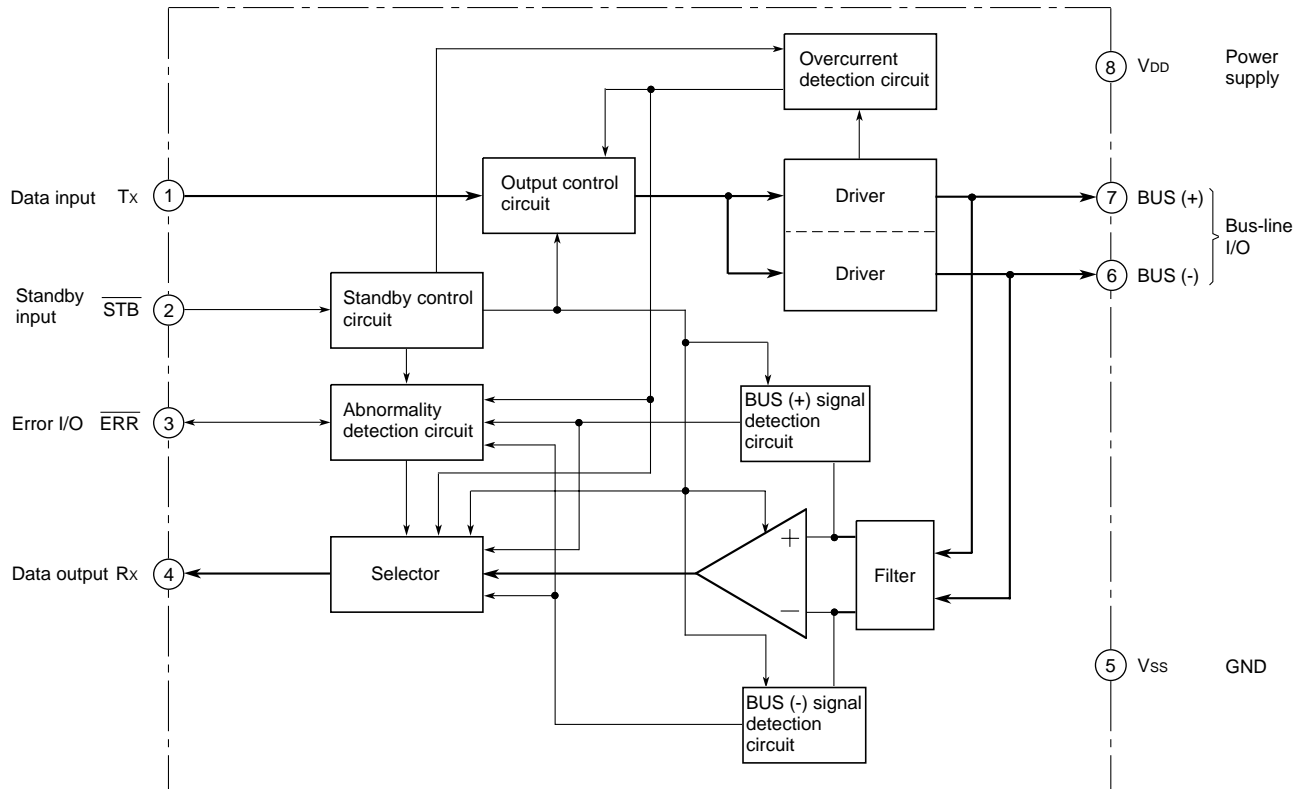 Overcurrent
detection circuit
8 VDD Power
supply
Data input TX 1
Output control
circuit
Driver
Driver
7 BUS (+)
6 BUS (-)
Bus-line
I/O
Standby
input STB 2
Standby control
circuit
Error I/O ERR 3
Abnormality
detection circuit
BUS (+) signal
detection
circuit
Data output RX 4
Selector
+
−
Filter
5 VSS GND
BUS (-) signal
detection
circuit